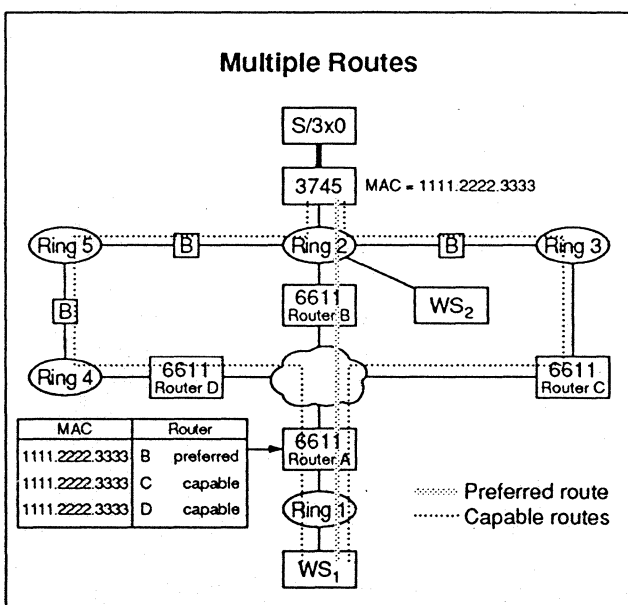 Multiple Routes
S/3x0
3745
MAC = 1111.2222.3333
Ring 5
B
Ring 2
B
Ring 3
6611
Router B
WS2
B
Ring 4
6611
Router D
6611
Router C
MAC Router
1111.2222.3333 B preferred
1111.2222.3333 C capable
1111.2222.3333 D capable
6611
Router A
Ring 1
WS1
Preferred route
Capable routes